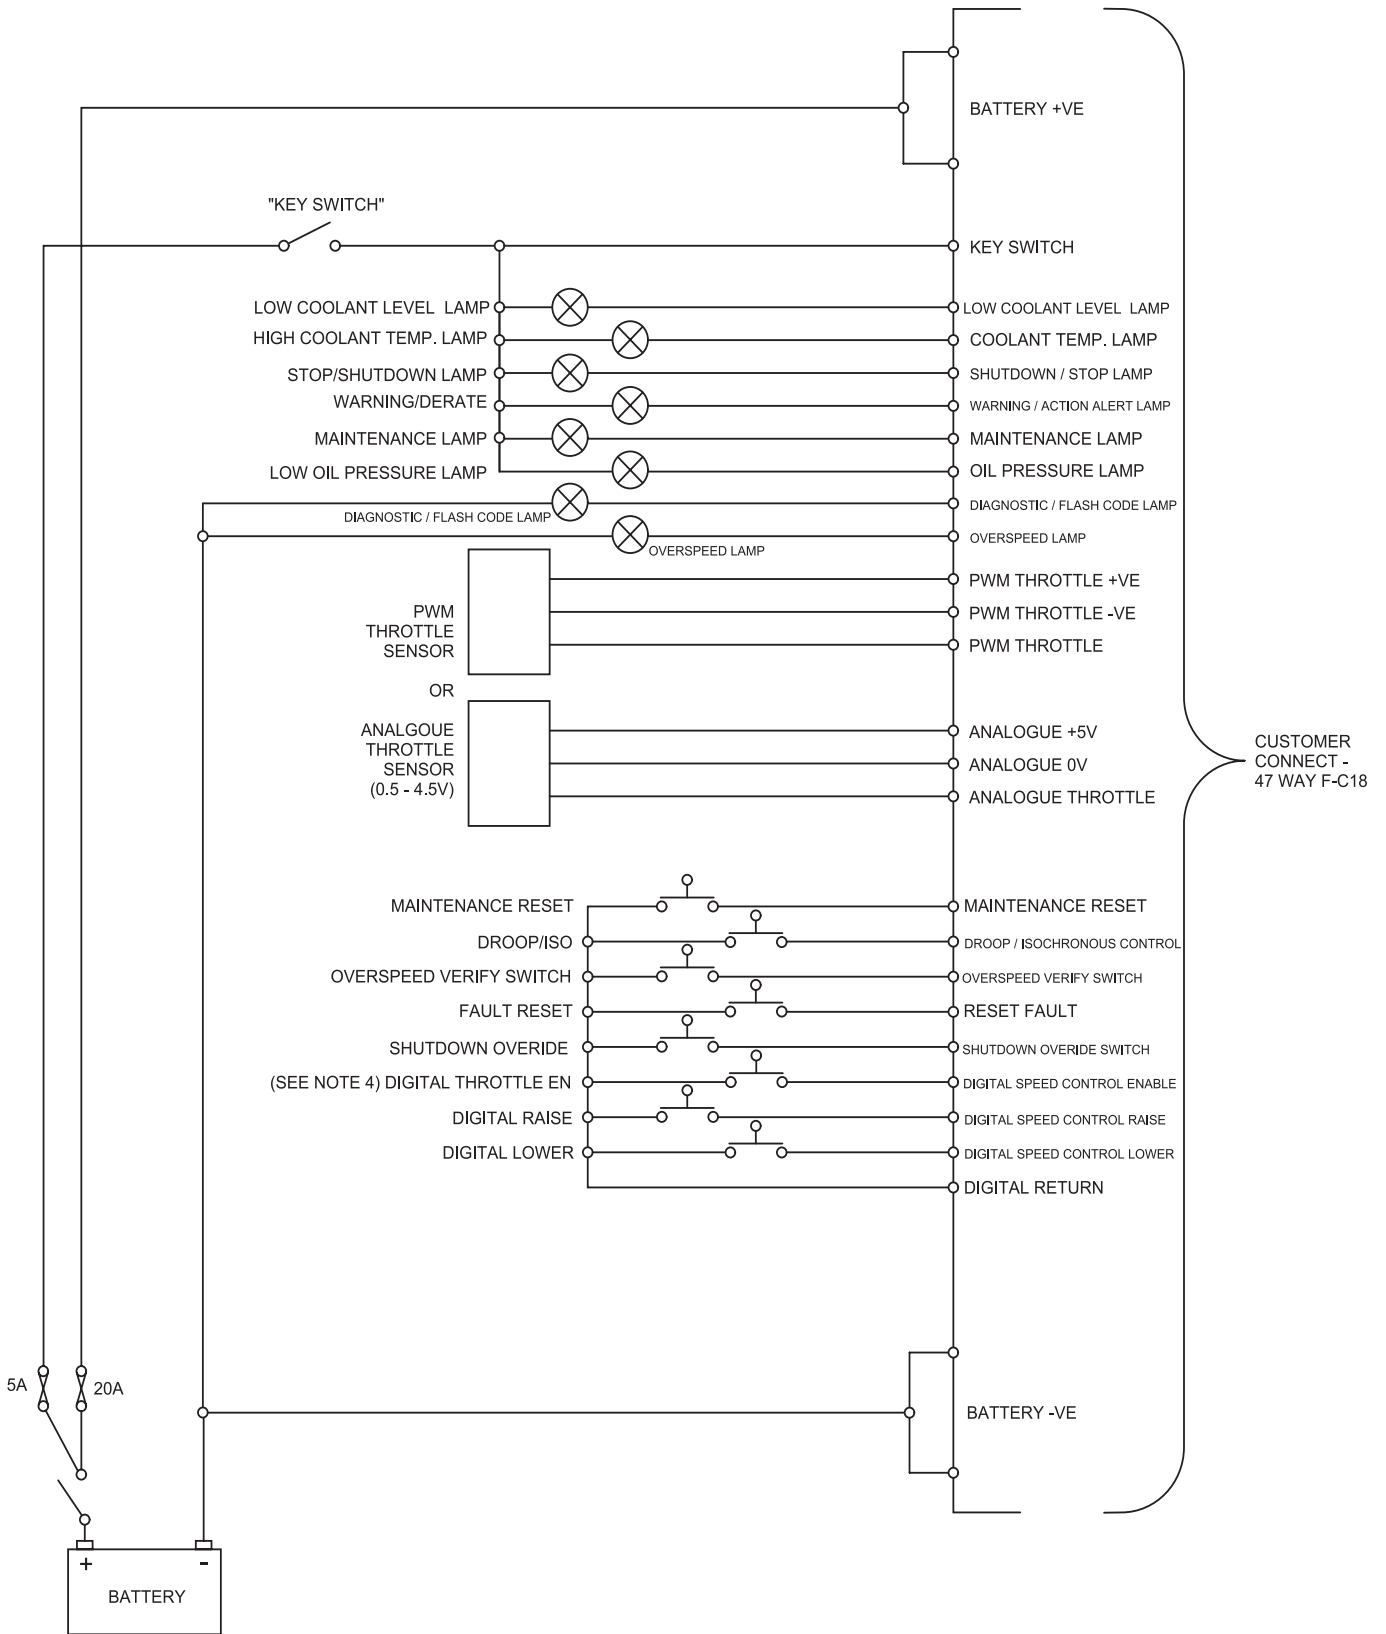 BATTERY +VE
"KEY SWITCH"
KEY SWITCH
LOW COOLANT LEVEL LAMP
LOW COOLANT LEVEL LAMP
HIGH COOLANT TEMP. LAMP
COOLANT TEMP. LAMP
STOP/SHUTDOWN LAMP
SHUTDOWN / STOP LAMP
WARNING/DERATE
WARNING / ACTION ALERT LAMP
MAINTENANCE LAMP
MAINTENANCE LAMP
LOW OIL PRESSURE LAMP
OIL PRESSURE LAMP
DIAGNOSTIC / FLASH CODE LAMP
DIAGNOSTIC / FLASH CODE LAMP
OVERSPEED LAMP
OVERSPEED LAMP
PWM
THROTTLE
SENSOR
PWM THROTTLE +VE
PWM THROTTLE -VE
PWM THROTTLE
OR
ANALGOUE
THROTTLE
SENSOR
(0.5 - 4.5V)
ANALOGUE +5V
ANALOGUE 0V
ANALOGUE THROTTLE
CUSTOMER
CONNECT -
47 WAY F-C18
MAINTENANCE RESET
MAINTENANCE RESET
DROOP/ISO
DROOP / ISOCHRONOUS CONTROL
OVERSPEED VERIFY SWITCH
OVERSPEED VERIFY SWITCH
FAULT RESET
RESET FAULT
SHUTDOWN OVERIDE
SHUTDOWN OVERIDE SWITCH
(SEE NOTE 4) DIGITAL THROTTLE EN
DIGITAL SPEED CONTROL ENABLE
DIGITAL RAISE
DIGITAL SPEED CONTROL RAISE
DIGITAL LOWER
DIGITAL SPEED CONTROL LOWER
DIGITAL RETURN
5A
20A
BATTERY -VE
+
-
BATTERY